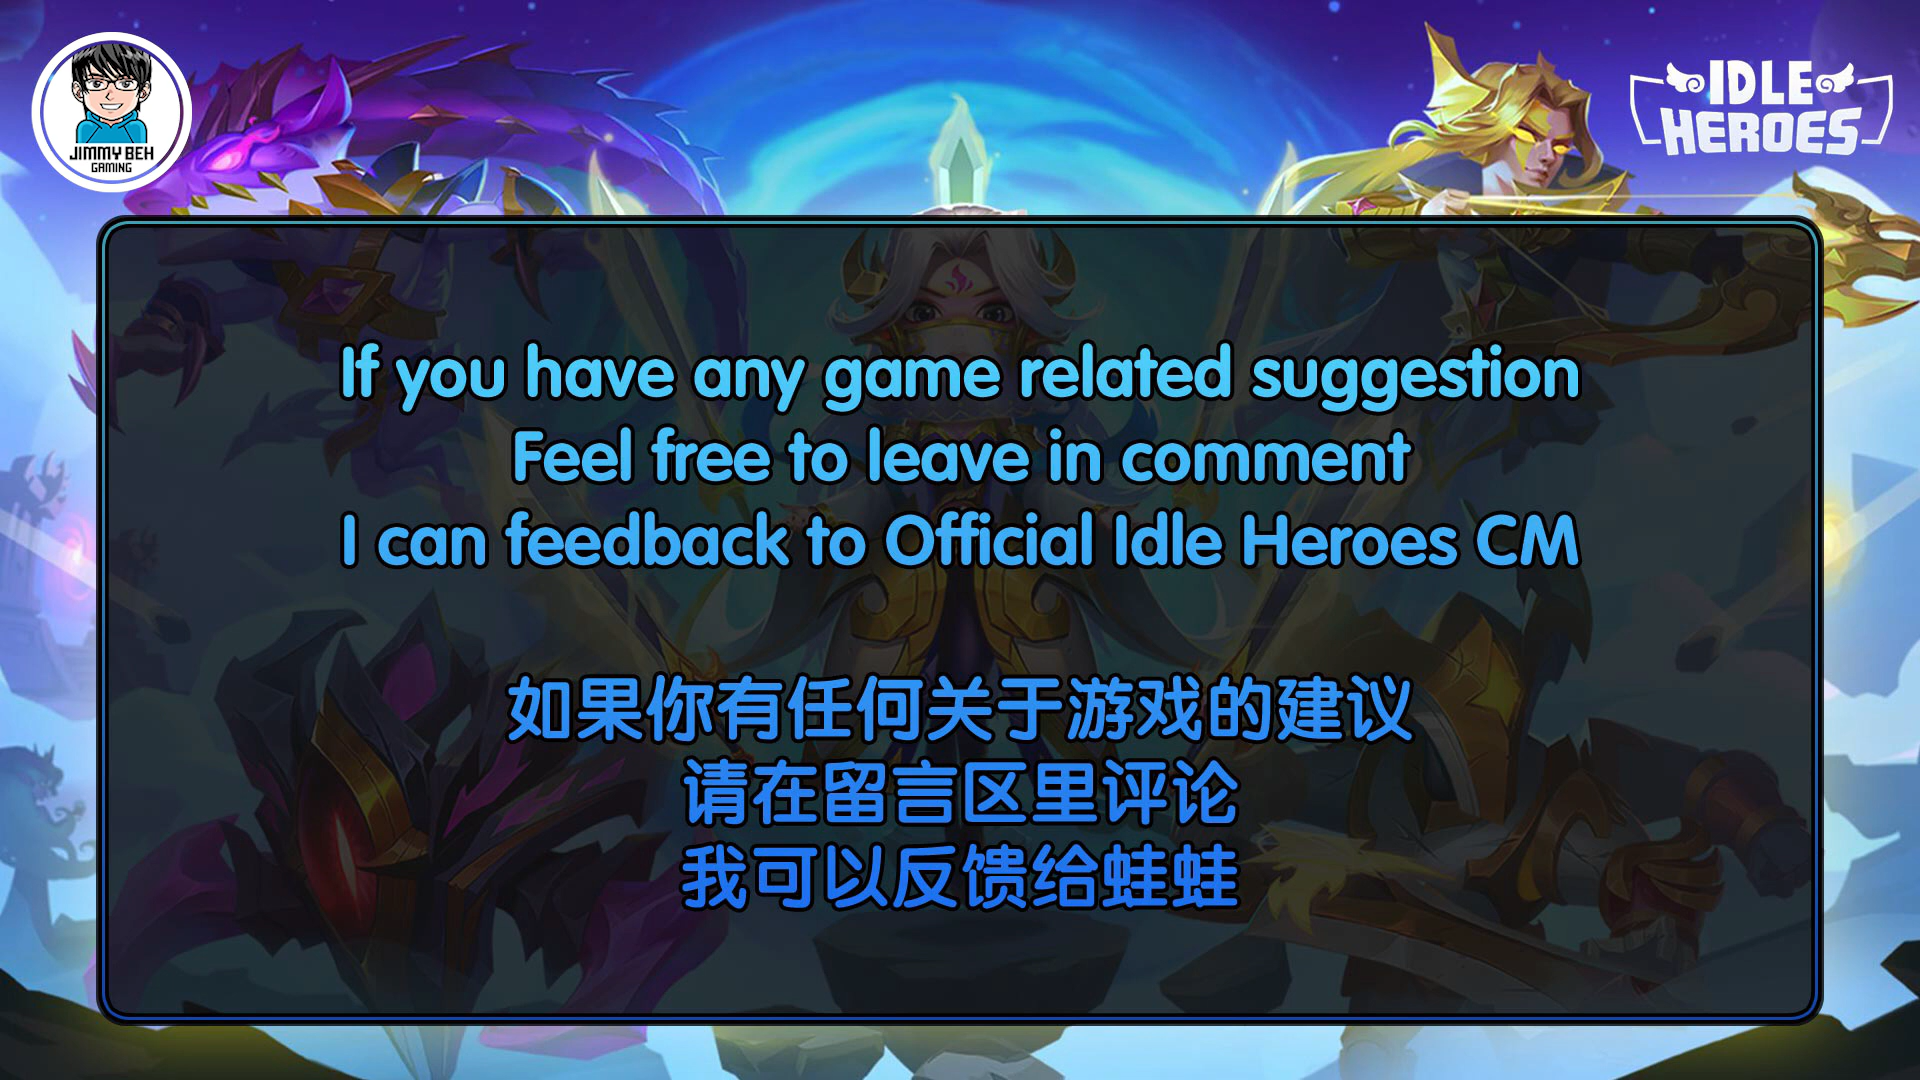 JIMMY BEH
GAMING
IDLE
HEROES
If you have any game related suggestion
Feel free to leave in comment
I can feedback to Official Idle Heroes CM
如果你有任何关于游戏的建议
请在留言区里评论
我可以反馈给蛙蛙